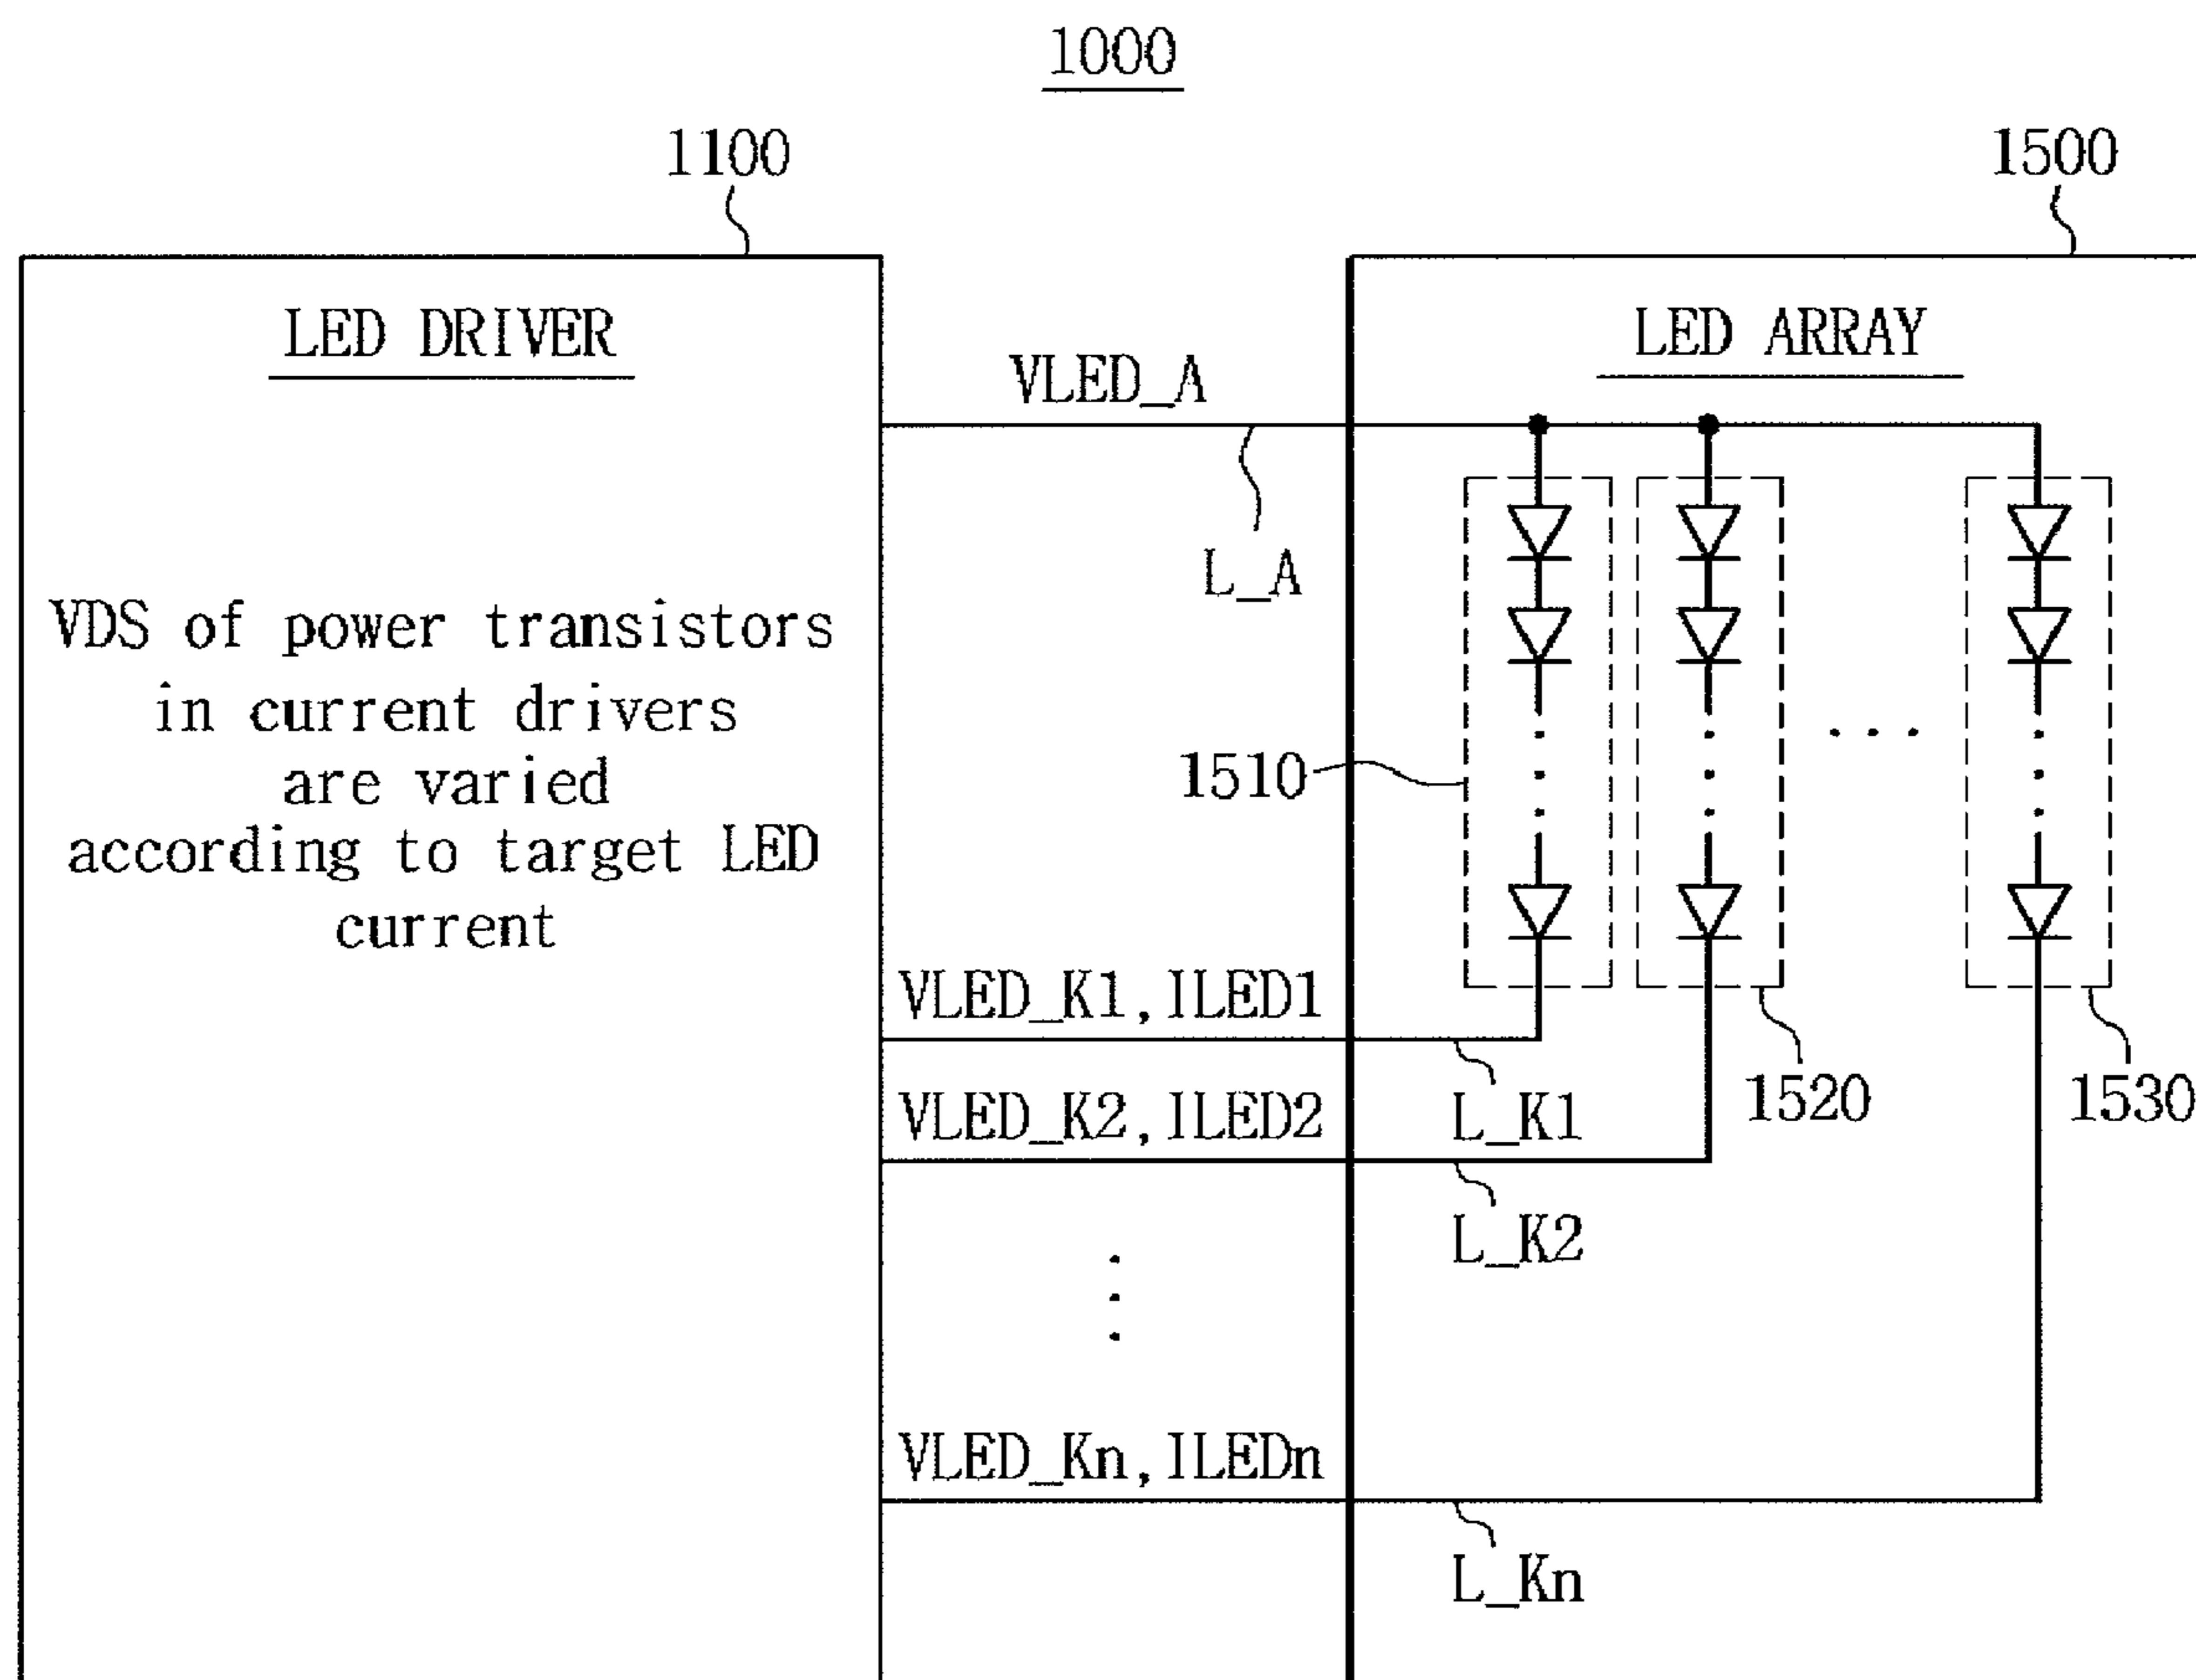 1000
1100
1500
LED DRIVER
LED ARRAY
VLED_A
L_A
VDS of power transistors
in current drivers
are varied
according to target LED
current
1510
VLED_K1, ILED1
1520
1530
L_K1
VLED_K2, ILED2
L_K2
VLED_Kn, ILEDn
L_Kn